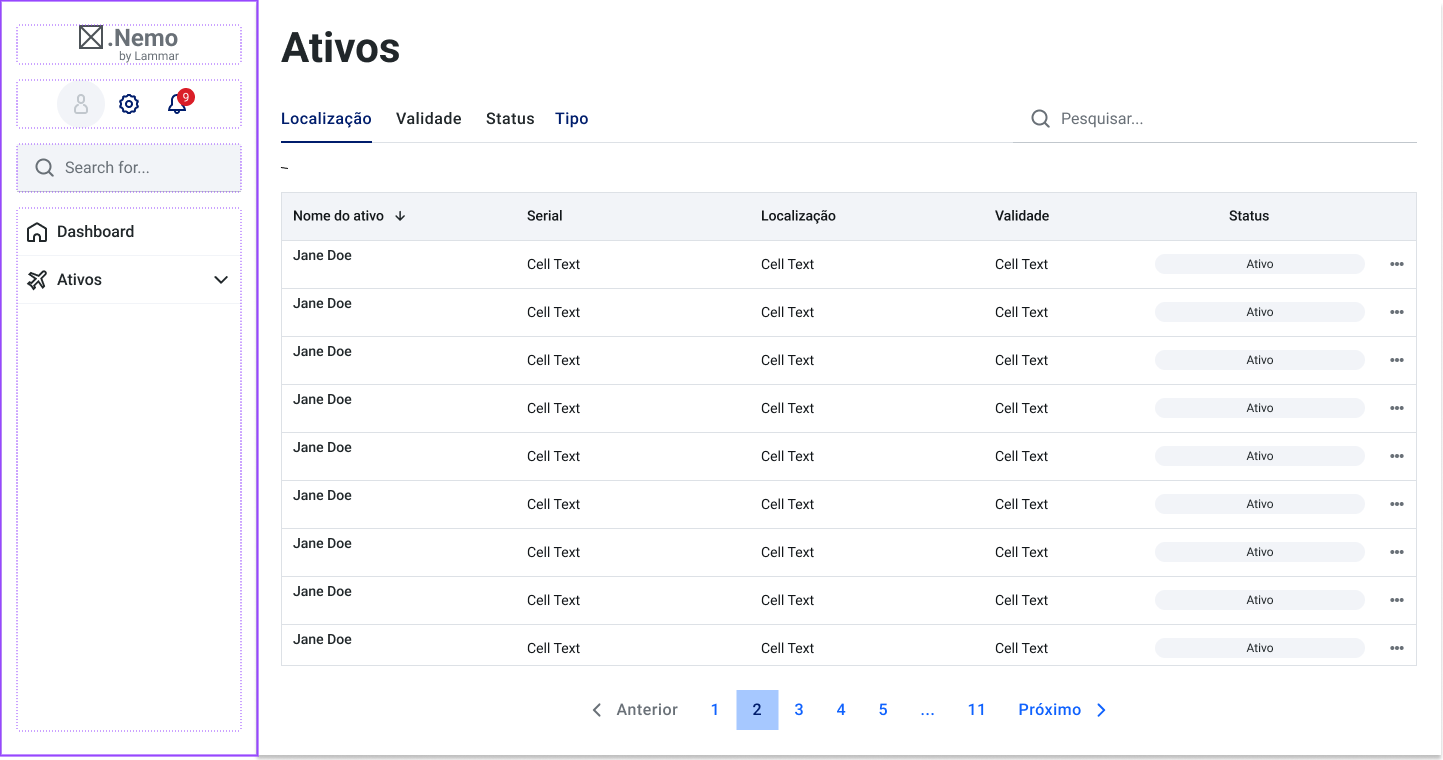 .Nemo
by Lammar
9
Search for...
Dashboard
Ativos
Ativos
Localização Validade Status Tipo Pesquisar...
Nome do ativo Serial Localização Validade Status
Jane Doe Cell Text Cell Text Cell Text Ativo
Jane Doe Cell Text Cell Text Cell Text Ativo
Jane Doe Cell Text Cell Text Cell Text Ativo
Jane Doe Cell Text Cell Text Cell Text Ativo
Jane Doe Cell Text Cell Text Cell Text Ativo
Jane Doe Cell Text Cell Text Cell Text Ativo
Jane Doe Cell Text Cell Text Cell Text Ativo
Jane Doe Cell Text Cell Text Cell Text Ativo
Jane Doe Cell Text Cell Text Cell Text Ativo
Anterior 1 2 3 4 5 ... 11 Próximo